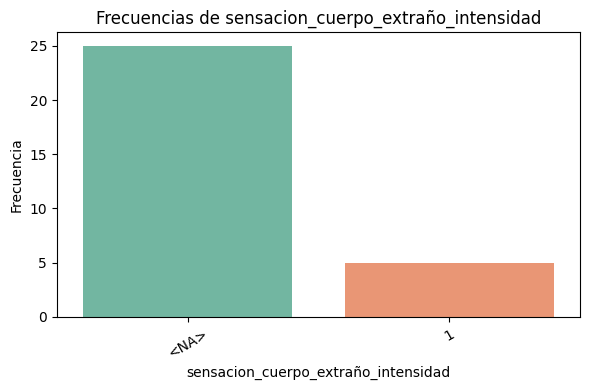 Frecuencias de sensacion_cuerpo_extraño_intensidad
Frecuencia
25
20
15
10
5
0
<NA>
1
sensacion_cuerpo_extraño_intensidad